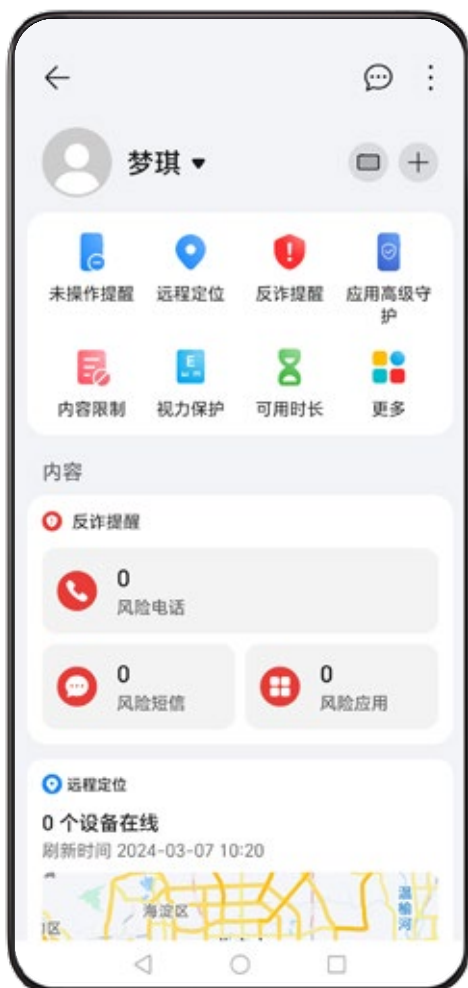 梦琪
未操作提醒 远程定位 反诈提醒 应用高级守
护
内容限制 视力保护 可用时长 更多
内容
反诈提醒
0
风险电话
0 0
风险短信 风险应用
远程定位
0 个设备在线
刷新时间 2024-03-07 10:20
海淀区
温榆河